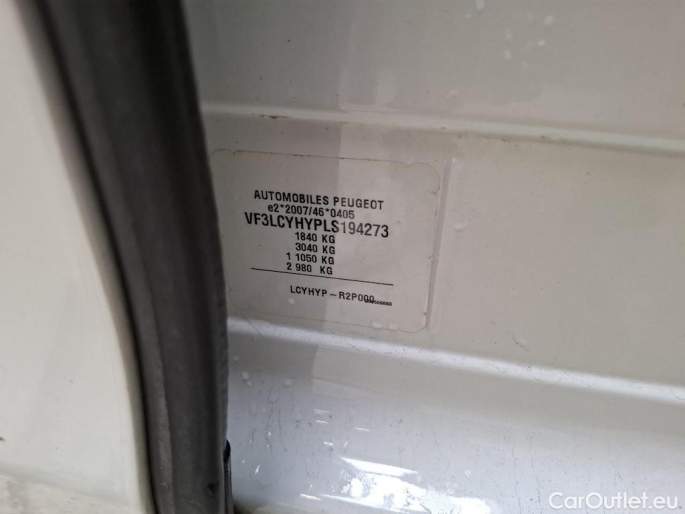 AUTOMOBILES PEUGEOT
e2*2007/46*0405
VF3LCYHYPLS194273
1840 KG
3040 KG
1 1050 KG
2 980 KG
LCYHYP-R2P000
CarOutlet.eu